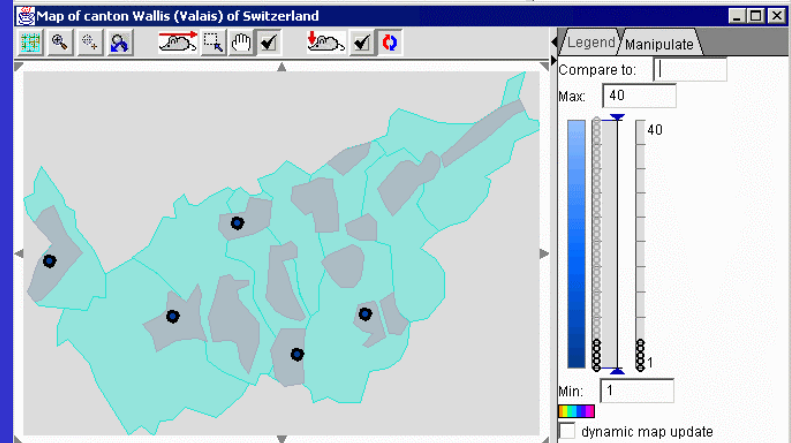 Map of canton Wallis (Valais) of Switzerland
Legend Manipulate
Compare to:
Max: 40
40
1
Min: 1
dynamic map update